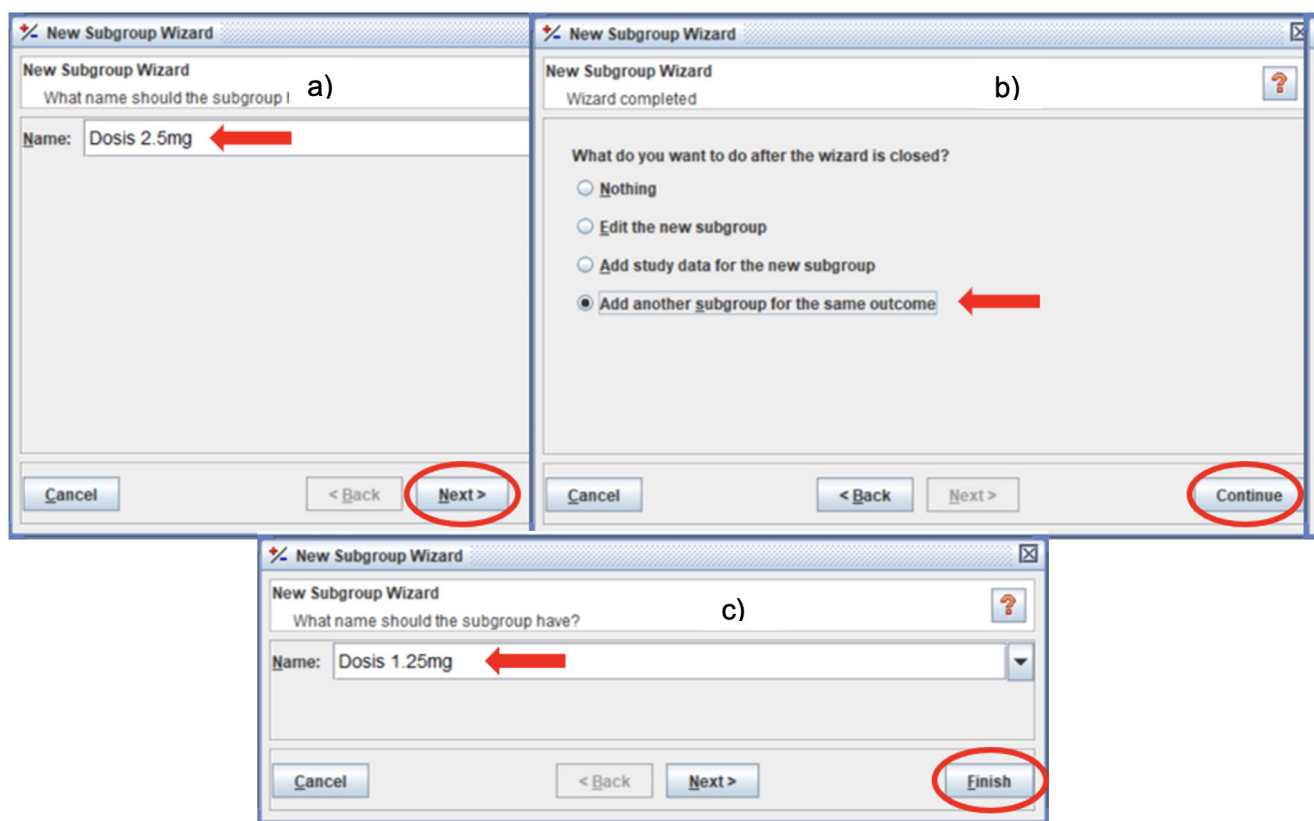 New Subgroup Wizard
New Subgroup Wizard
What name should the subgroup
a)
Name: Dosis 2.5mg
Cancel < Back Next >
New Subgroup Wizard
New Subgroup Wizard
Wizard completed
b)
?
What do you want to do after the wizard is closed?
Nothing
Edit the new subgroup
Add study data for the new subgroup
Add another subgroup for the same outcome
Cancel < Back Next > Continue
New Subgroup Wizard
New Subgroup Wizard
What name should the subgroup have?
c)
?
Name: Dosis 1.25mg
Cancel < Back Next > Finish